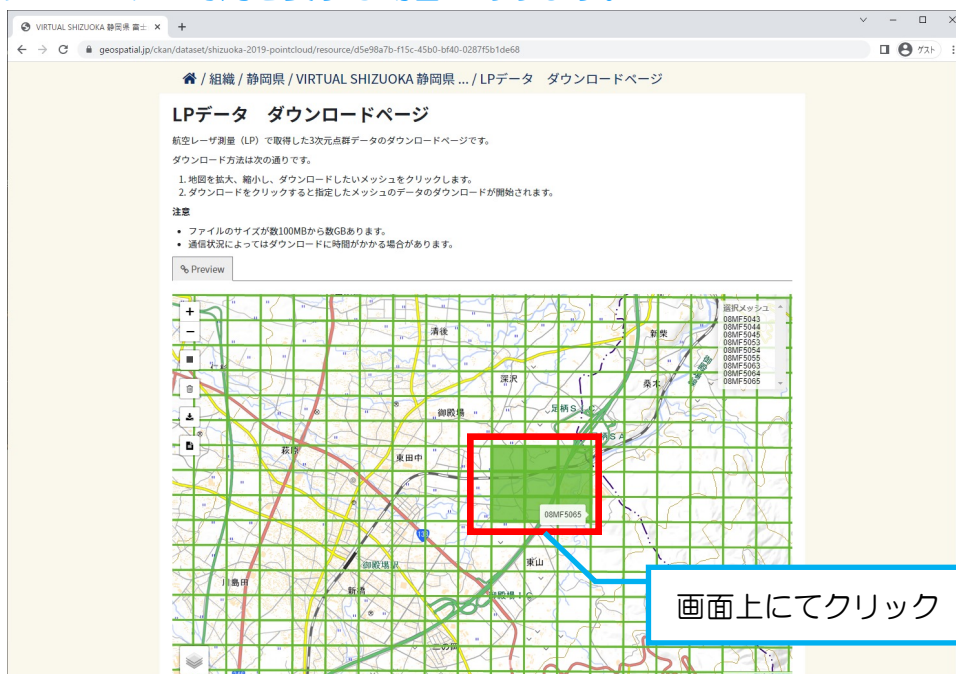 VIRTUAL SHIZUOKA 静岡県 富士
geospatial.jp/ckan/dataset/shizuoka-2019-pointcloud/resource/d5e98a7b-f15c-45b0-bf40-0287f5b1de68
ゲスト
/ 組織 / 静岡県 / VIRTUAL SHIZUOKA 静岡県 ... / LPデータ ダウンロードページ
LPデータ ダウンロードページ
航空レーザ測量（LP）で取得した3次元点群データのダウンロードページです。
ダウンロード方法は次の通りです。
1. 地図を拡大、縮小し、ダウンロードしたいメッシュをクリックします。
2. ダウンロードをクリックすると指定したメッシュのデータのダウンロードが開始されます。
注意
• ファイルのサイズが数100MBから数GBあります。
• 通信状況によってはダウンロードに時間がかかる場合があります。
Preview
選択メッシュ
08MF5043
08MF5044
08MF5045
08MF5053
08MF5054
08MF5055
08MF5063
08MF5064
08MF5065
清後
新柴
深沢
桑木
御殿場
足柄S
萩原
東田中
08MF5065
御殿場駅
東山
川島田
新橋
二の岡
画面上にてクリック